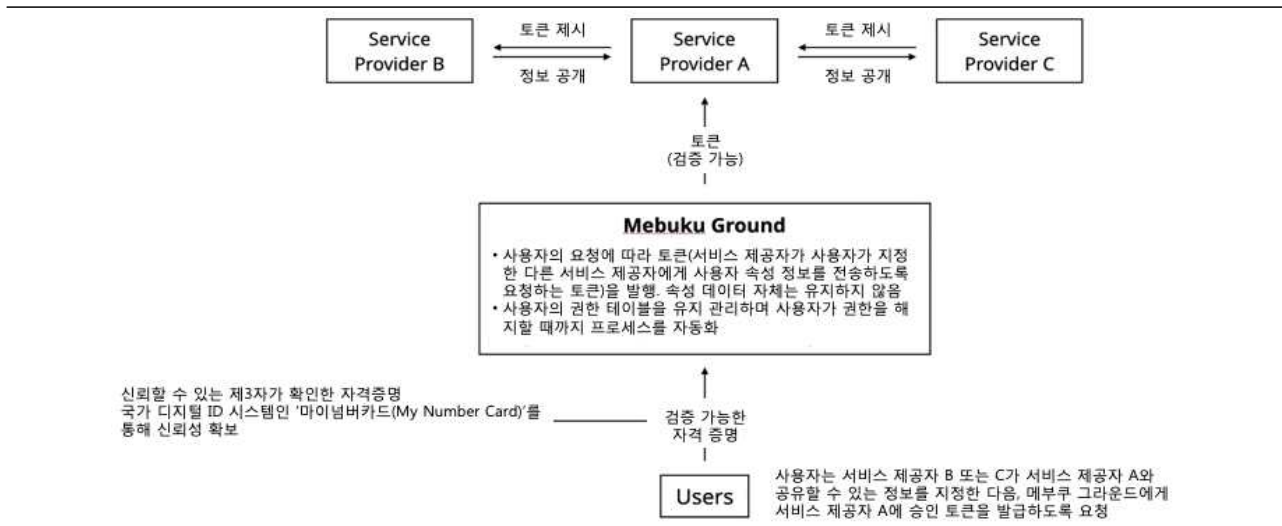 토큰 제시
토큰 제시
Service
Provider B
Service
Provider A
Service
Provider C
정보 공개
정보 공개
토큰
(검증 가능)
Mebuku Ground
• 사용자의 요청에 따라 토큰(서비스 제공자가 사용자가 지정
한 다른 서비스 제공자에게 사용자 속성 정보를 전송하도록
요청하는 토큰)을 발행. 속성 데이터 자체는 유지하지 않음
• 사용자의 권한 테이블을 유지 관리하며 사용자가 권한을 해
지할 때까지 프로세스를 자동화
신뢰할 수 있는 제3자가 확인한 자격증명
국가 디지털 ID 시스템인 '마이넘버카드(My Number Card)'를
통해 신뢰성 확보
검증 가능한
자격 증명
Users
사용자는 서비스 제공자 B 또는 C가 서비스 제공자 A와
공유할 수 있는 정보를 지정한 다음, 메부쿠 그라운드에게
서비스 제공자 A에 승인 토큰을 발급하도록 요청